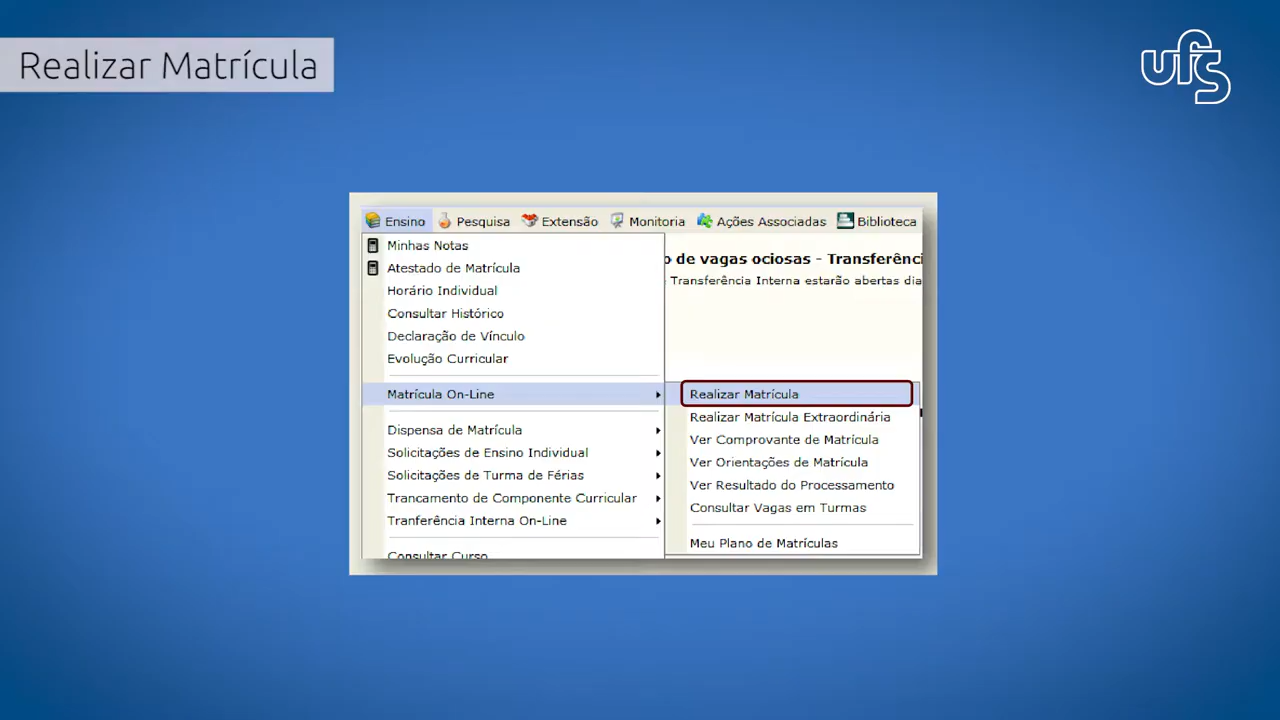 Realizar Matrícula
ufs
Ensino Pesquisa Extensão Monitoria Ações Associadas Biblioteca
Minhas Notas
Atestado de Matrícula
Horário Individual
Consultar Histórico
Declaração de Vínculo
Evolução Curricular
Matrícula On-Line
Dispensa de Matrícula
Solicitações de Ensino Individual
Solicitações de Turma de Férias
Trancamento de Componente Curricular
Tranferência Interna On-Line
Consultar Curso
o de vagas ociosas - Transferênci
Transferência Interna estarão abertas dia
Realizar Matrícula
Realizar Matrícula Extraordinária
Ver Comprovante de Matrícula
Ver Orientações de Matrícula
Ver Resultado do Processamento
Consultar Vagas em Turmas
Meu Plano de Matrículas